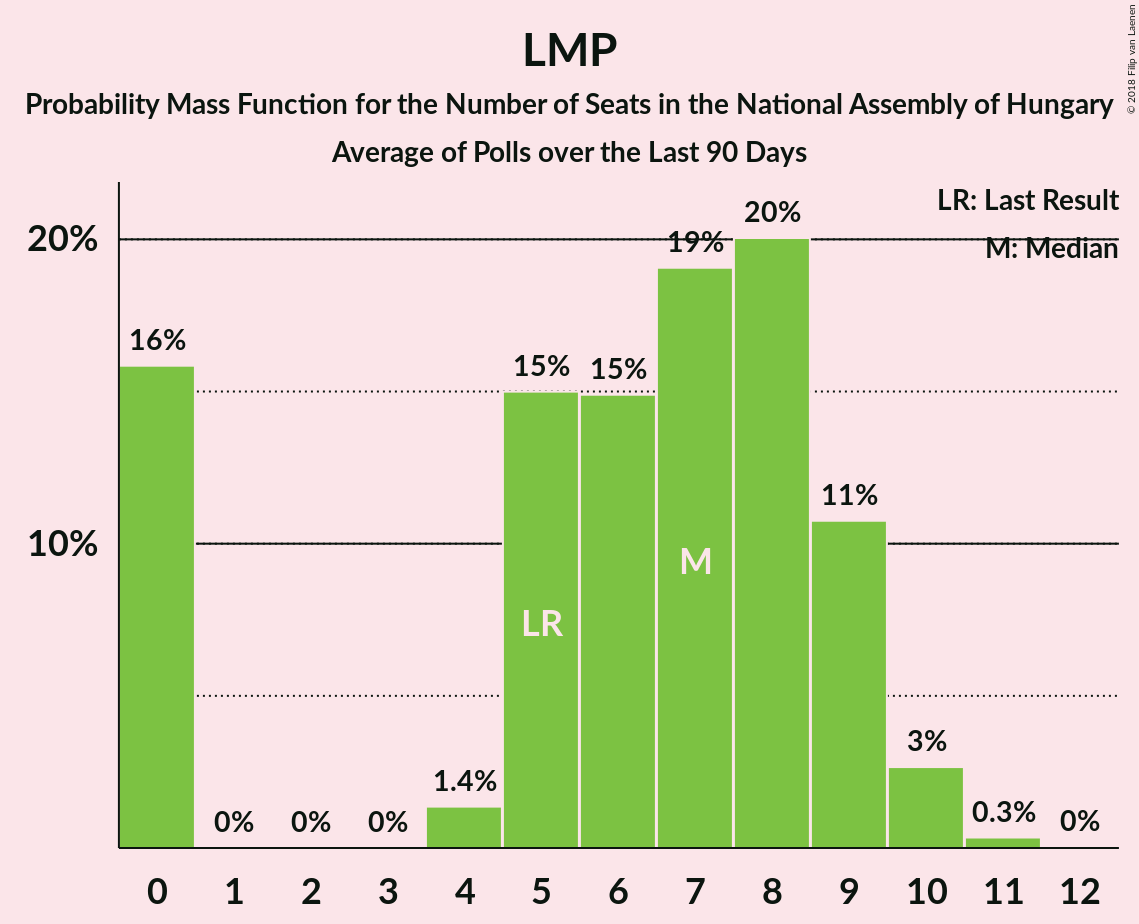 LMP
Probability Mass Function for the Number of Seats in the National Assembly of Hungary
Average of Polls over the Last 90 Days
© 2018 Filip van Laenen
LR: Last Result
M: Median
20%
10%
16%
0%
0%
0%
1.4%
15%
15%
19%
20%
11%
3%
0.3%
0%
LR
M
0 1 2 3 4 5 6 7 8 9 10 11 12